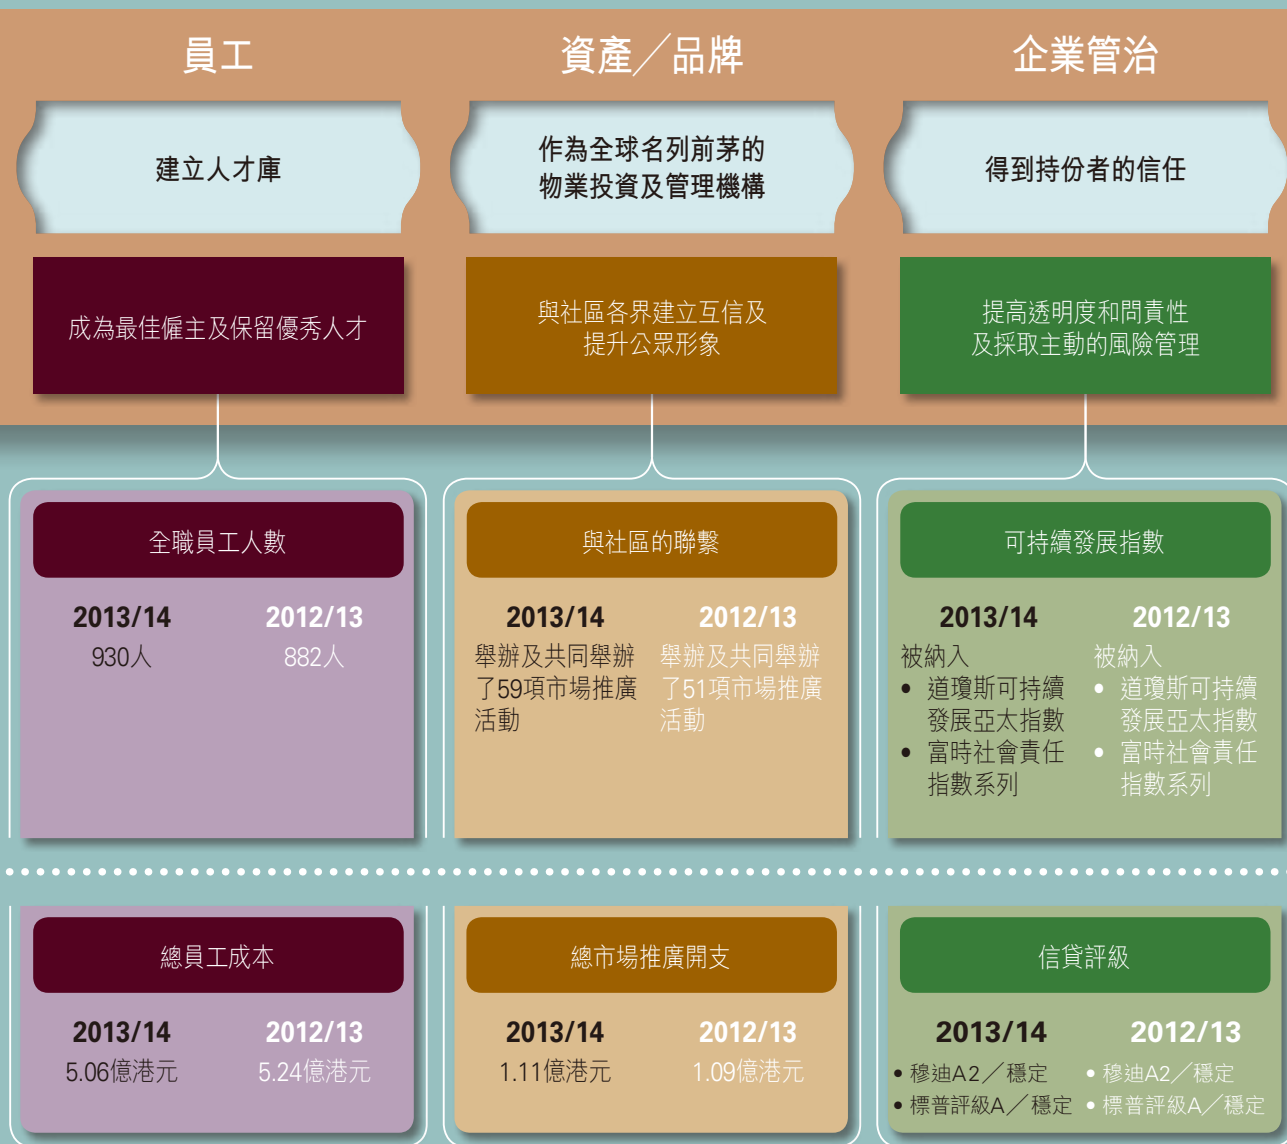 員工
建立人才庫
成為最佳僱主及保留優秀人才
全職員工人數
2013/14 2012/13
930人 882人
總員工成本
2013/14 2012/13
5.06億港元 5.24億港元
資產／品牌
作為全球名列前茅的
物業投資及管理機構
與社區各界建立互信及
提升公眾形象
與社區的聯繫
2013/14
舉辦及共同舉辦
了59項市場推廣
活動
2012/13
舉辦及共同舉辦
了51項市場推廣
活動
總市場推廣開支
2013/14 2012/13
1.11億港元 1.09億港元
企業管治
得到持份者的信任
提高透明度和問責性
及採取主動的風險管理
可持續發展指數
2013/14
被納入
• 道瓊斯可持續
發展亞太指數
• 富時社會責任
指數系列
2012/13
被納入
• 道瓊斯可持續
發展亞太指數
• 富時社會責任
指數系列
信貸評級
2013/14
• 穆迪A2／穩定
• 標普評級A／穩定
2012/13
• 穆迪A2／穩定
• 標普評級A／穩定